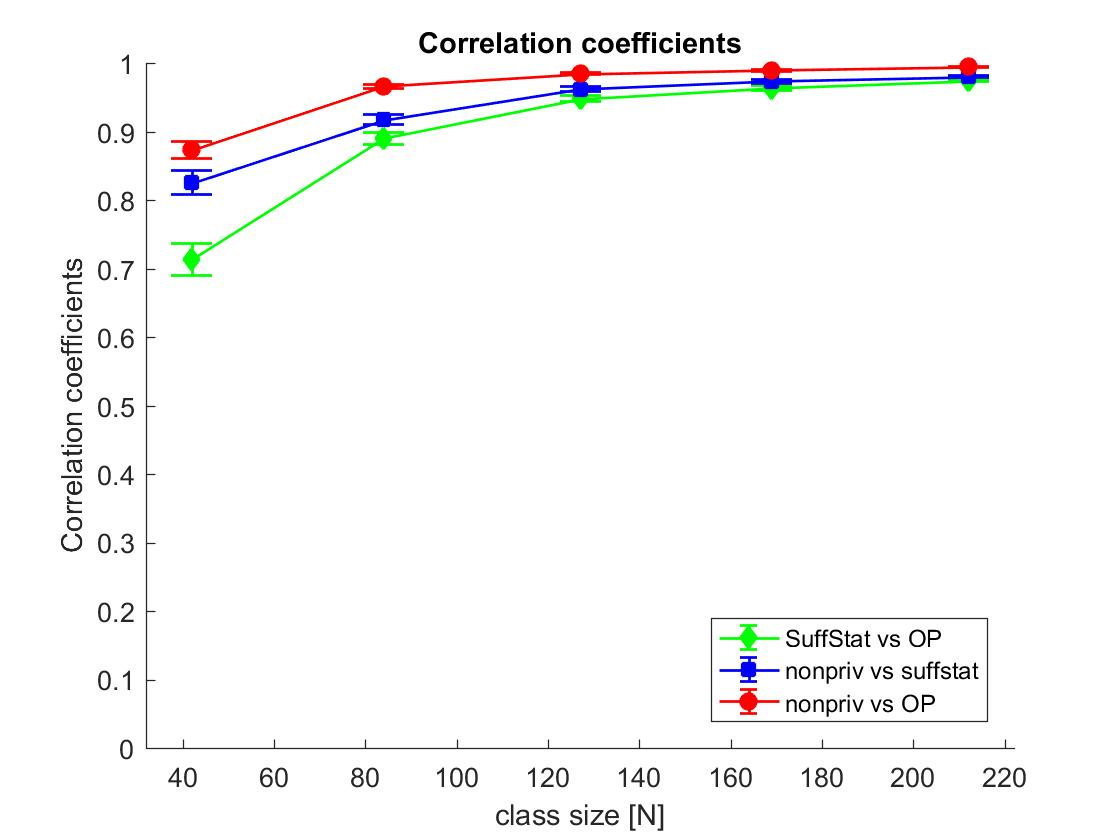 Correlation coefficients
Correlation coefficients
1
0.9
0.8
0.7
0.6
0.5
0.4
0.3
0.2
0.1
0
40 60 80 100 120 140 160 180 200 220
class size [N]
SuffStat vs OP
nonpriv vs suffstat
nonpriv vs OP